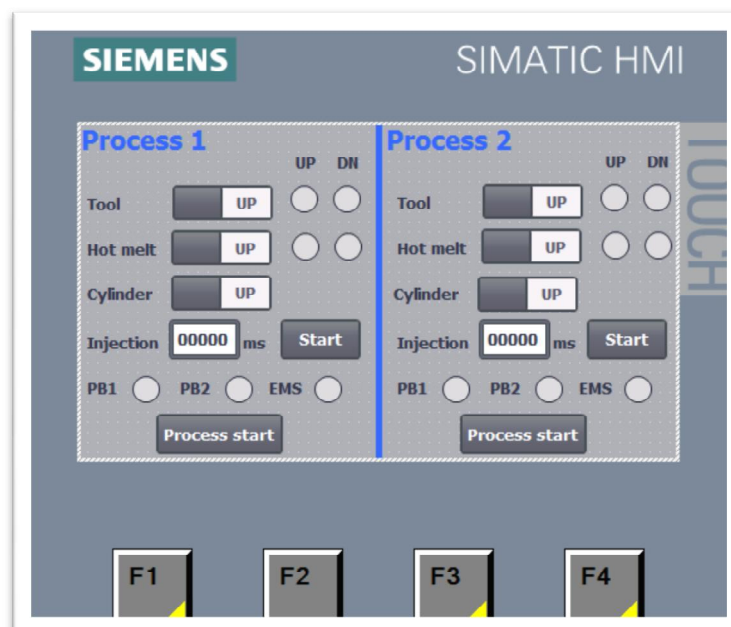 SIEMENS
SIMATIC HMI
TOUCH
Process 1
UP DN
Tool UP
Hot melt UP
Cylinder UP
Injection 00000 ms Start
PB1 PB2 EMS
Process start
Process 2
UP DN
Tool UP
Hot melt UP
Cylinder UP
Injection 00000 ms Start
PB1 PB2 EMS
Process start
F1 F2 F3 F4